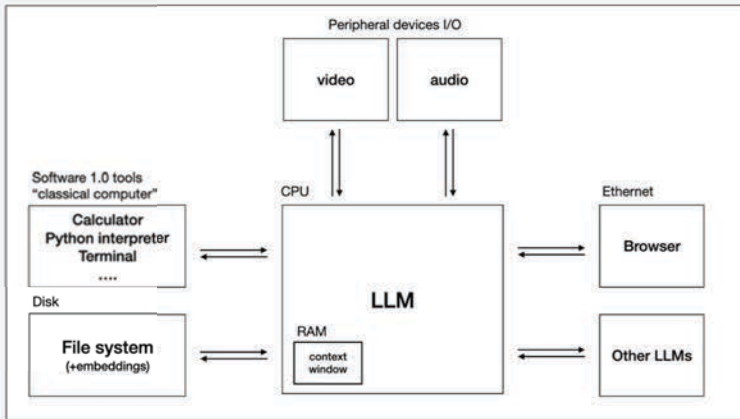 Peripheral devices I/O
video
audio
Software 1.0 tools
“classical computer”
CPU
Ethernet
Calculator
Python interpreter
Terminal
....
Browser
LLM
Disk
File system
(+embeddings)
RAM
context
window
Other LLMs